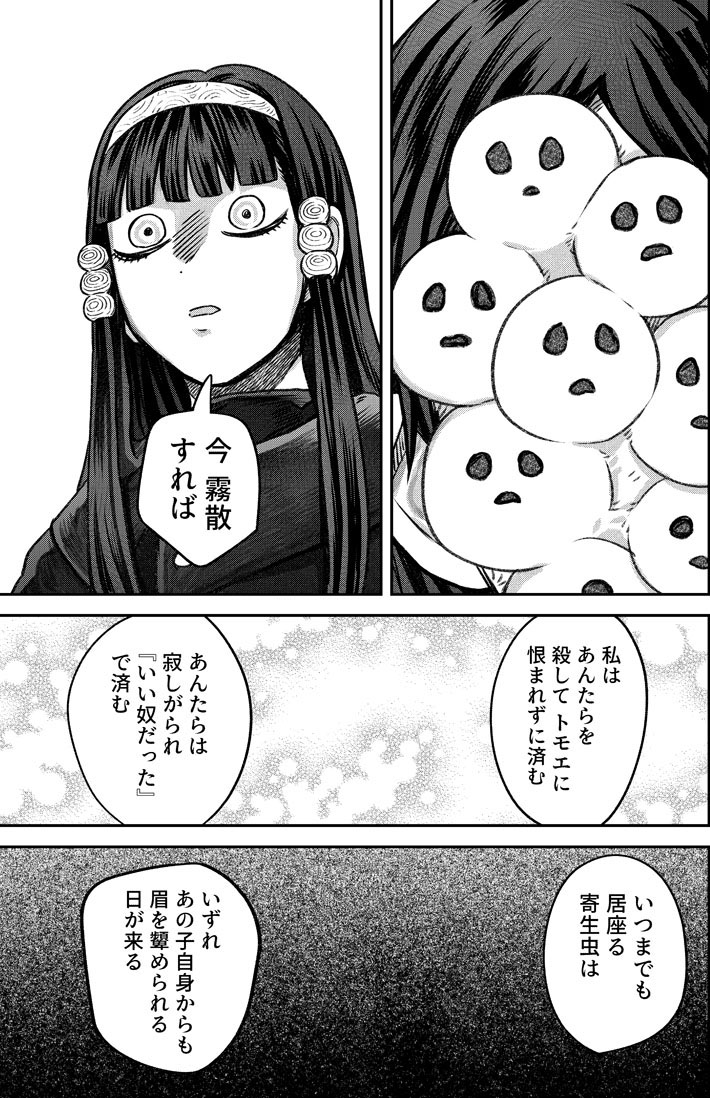 今 霧散
すれば
私は
あんたらを
殺してトモエに
恨まれずに済む
あんたらは
寂しがられ
『いい奴だった』
で済む
いつまでも
居座る
寄生虫は
いずれ
あの子自身からも
眉を顰められる
日が来る